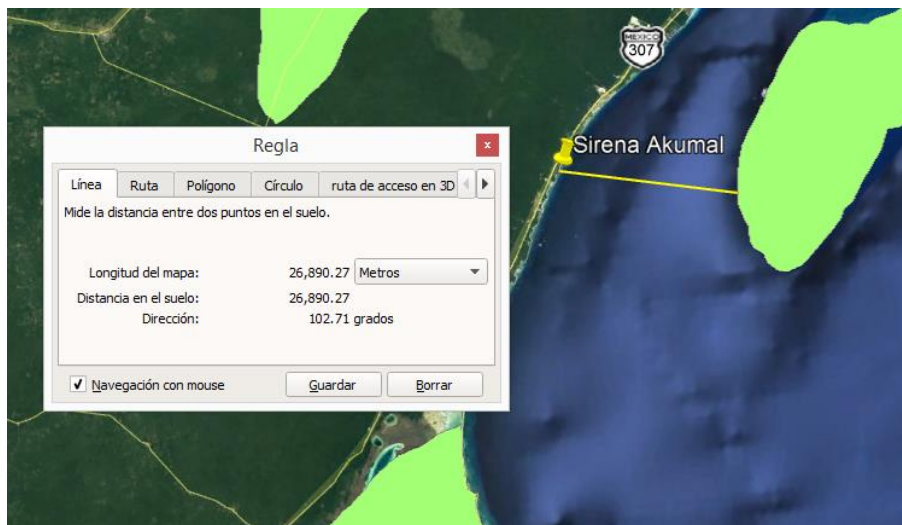 MEXICO
307
Sirena Akumal
Regla
x
Línea Ruta Polígono Círculo ruta de acceso en 3D
Mide la distancia entre dos puntos en el suelo.
Longitud del mapa: 26,890.27 Metros
Distancia en el suelo: 26,890.27
Dirección: 102.71 grados
Navegación con mouse Guardar Borrar